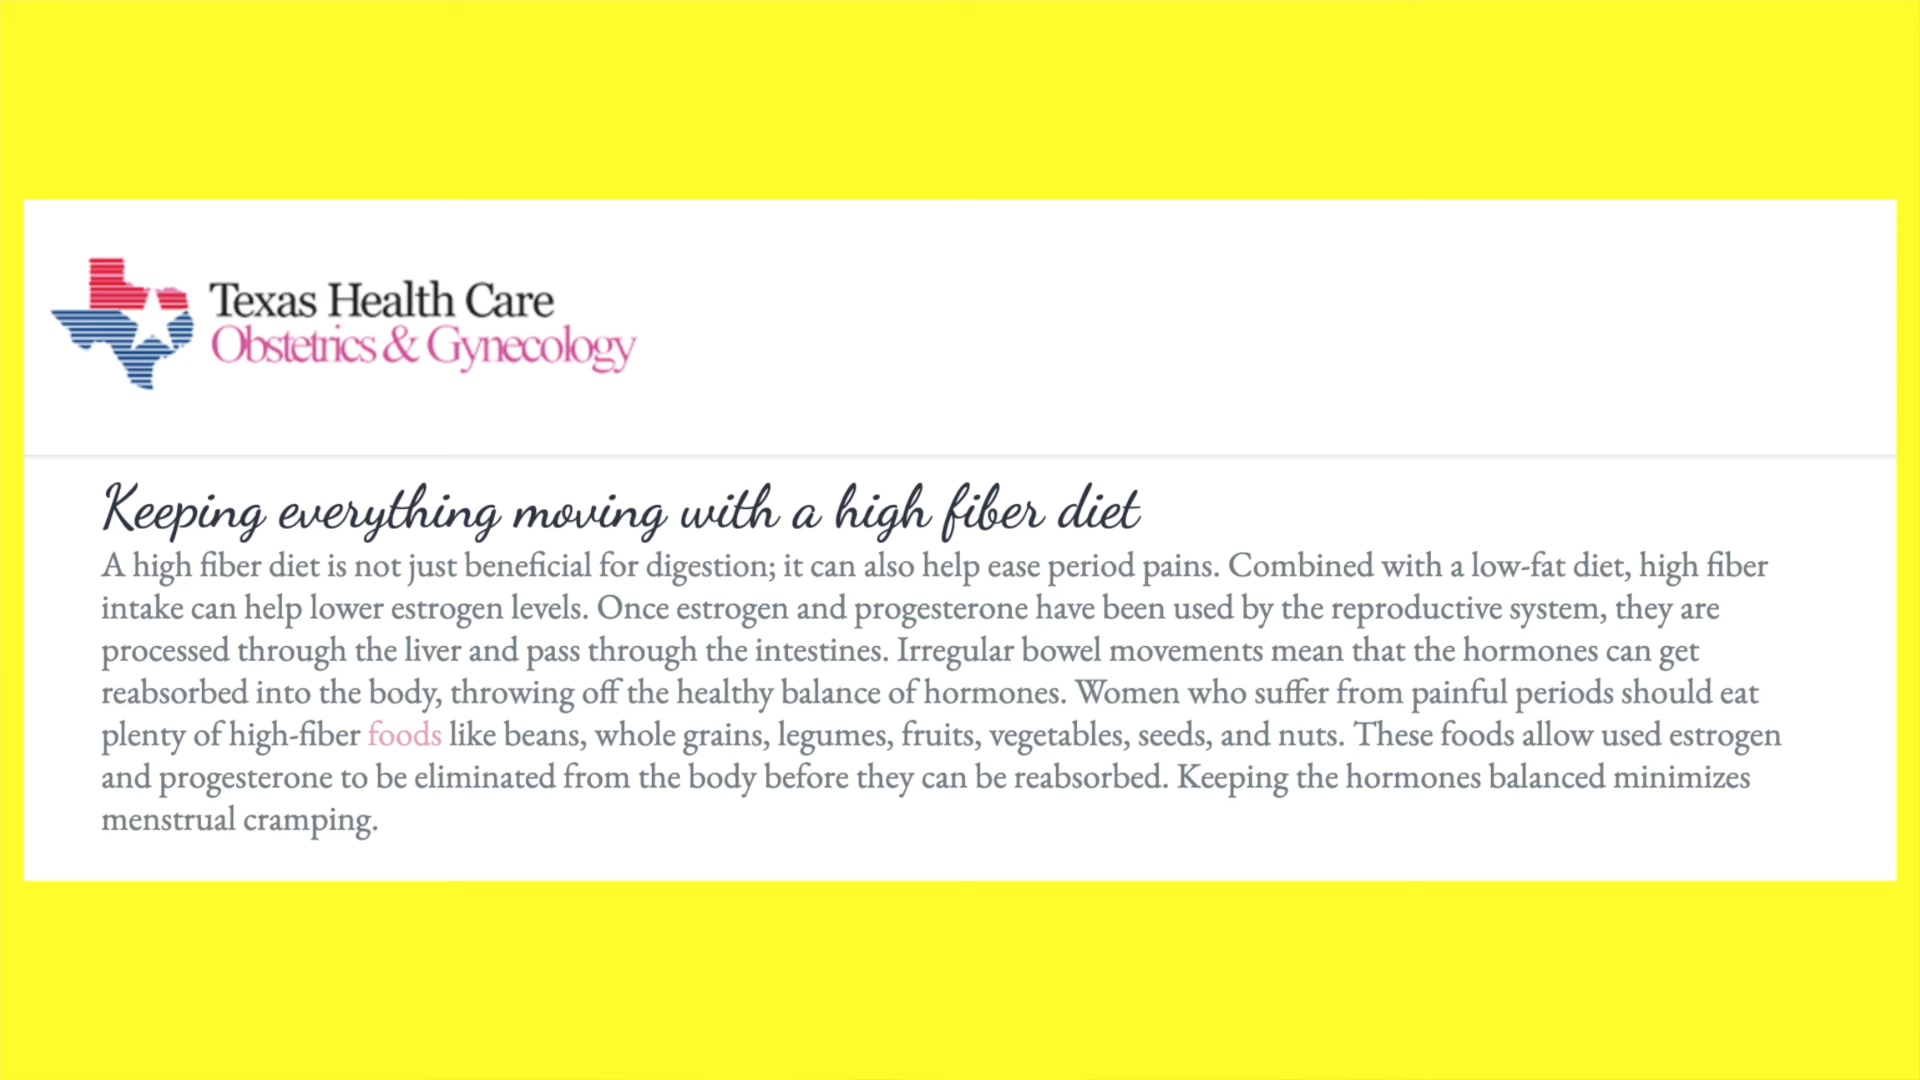 Texas Health Care
Obstetrics & Gynecology
Keeping everything moving with a high fiber diet
A high fiber diet is not just beneficial for digestion; it can also help ease period pains. Combined with a low-fat diet, high fiber
intake can help lower estrogen levels. Once estrogen and progesterone have been used by the reproductive system, they are
processed through the liver and pass through the intestines. Irregular bowel movements mean that the hormones can get
reabsorbed into the body, throwing off the healthy balance of hormones. Women who suffer from painful periods should eat
plenty of high-fiber foods like beans, whole grains, legumes, fruits, vegetables, seeds, and nuts. These foods allow used estrogen
and progesterone to be eliminated from the body before they can be reabsorbed. Keeping the hormones balanced minimizes
menstrual cramping.